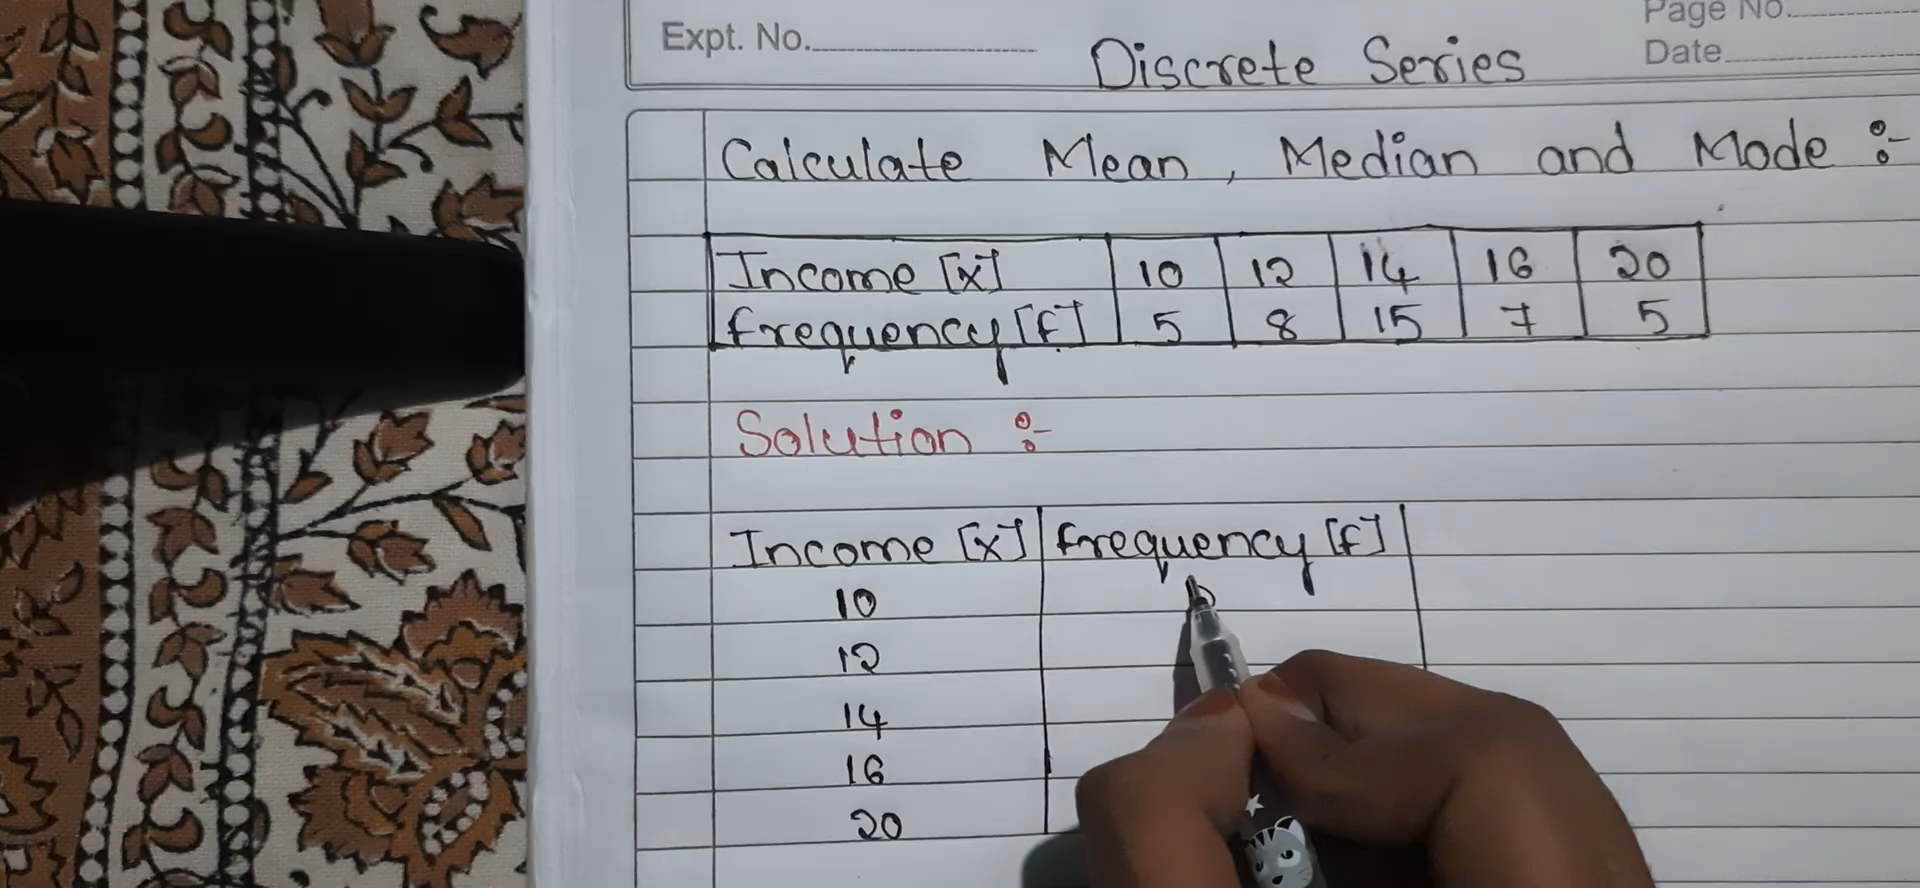 Expt. No.
Page No.
Date
Discrete Series
Calculate Mean, Median and Mode :-
Income [x] 10 12 14 16 20
frequency [f] 5 8 15 7 5
Solution :-
Income [x] frequency [f]
10
12
14
16
20